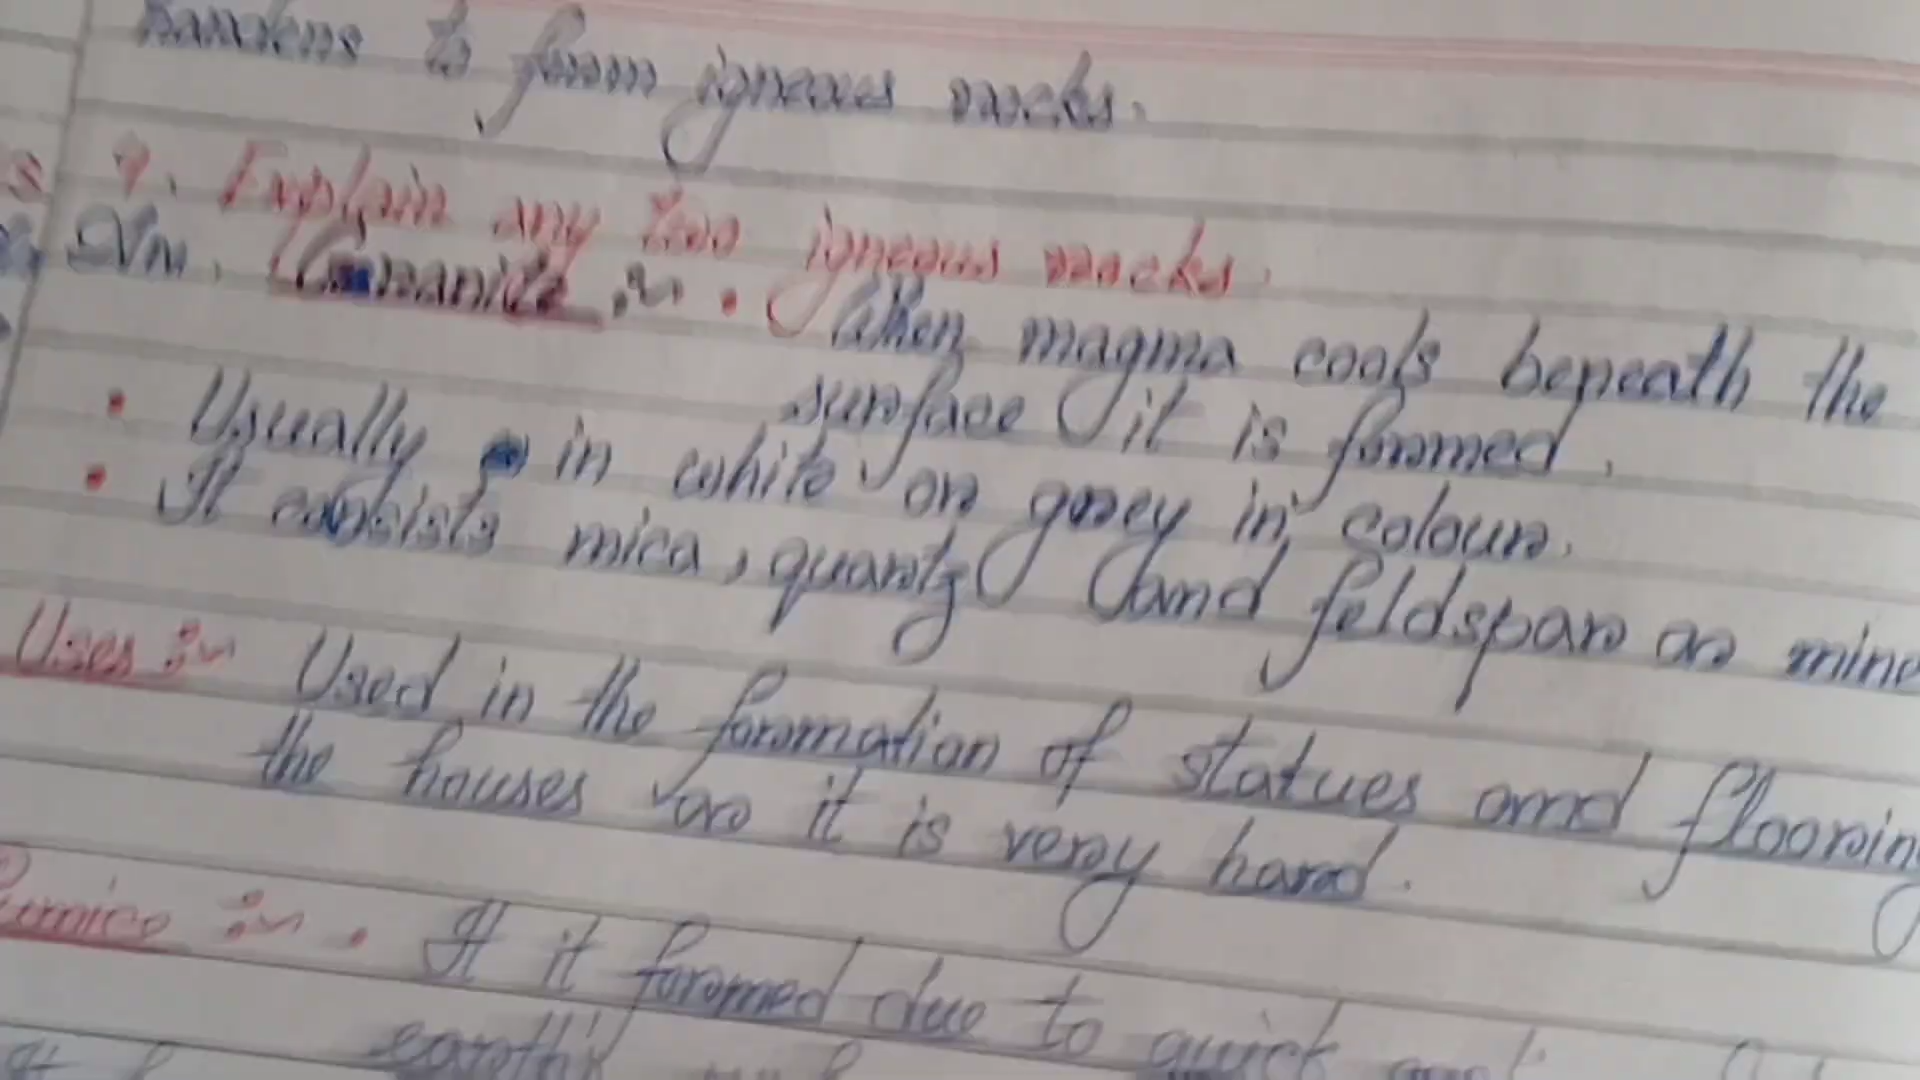 hardens to form igneous rocks.
9. Explain any two igneous rocks.
Granite :~ • When magma cools beneath the
surface it is formed.
• Usually in white or grey in colour.
• It consists mica, quartz and feldspar as mine
Uses :~ Used in the formation of statues and flooring
the houses as it is very hard.
umice :~ • It it formed due to quick
earth's